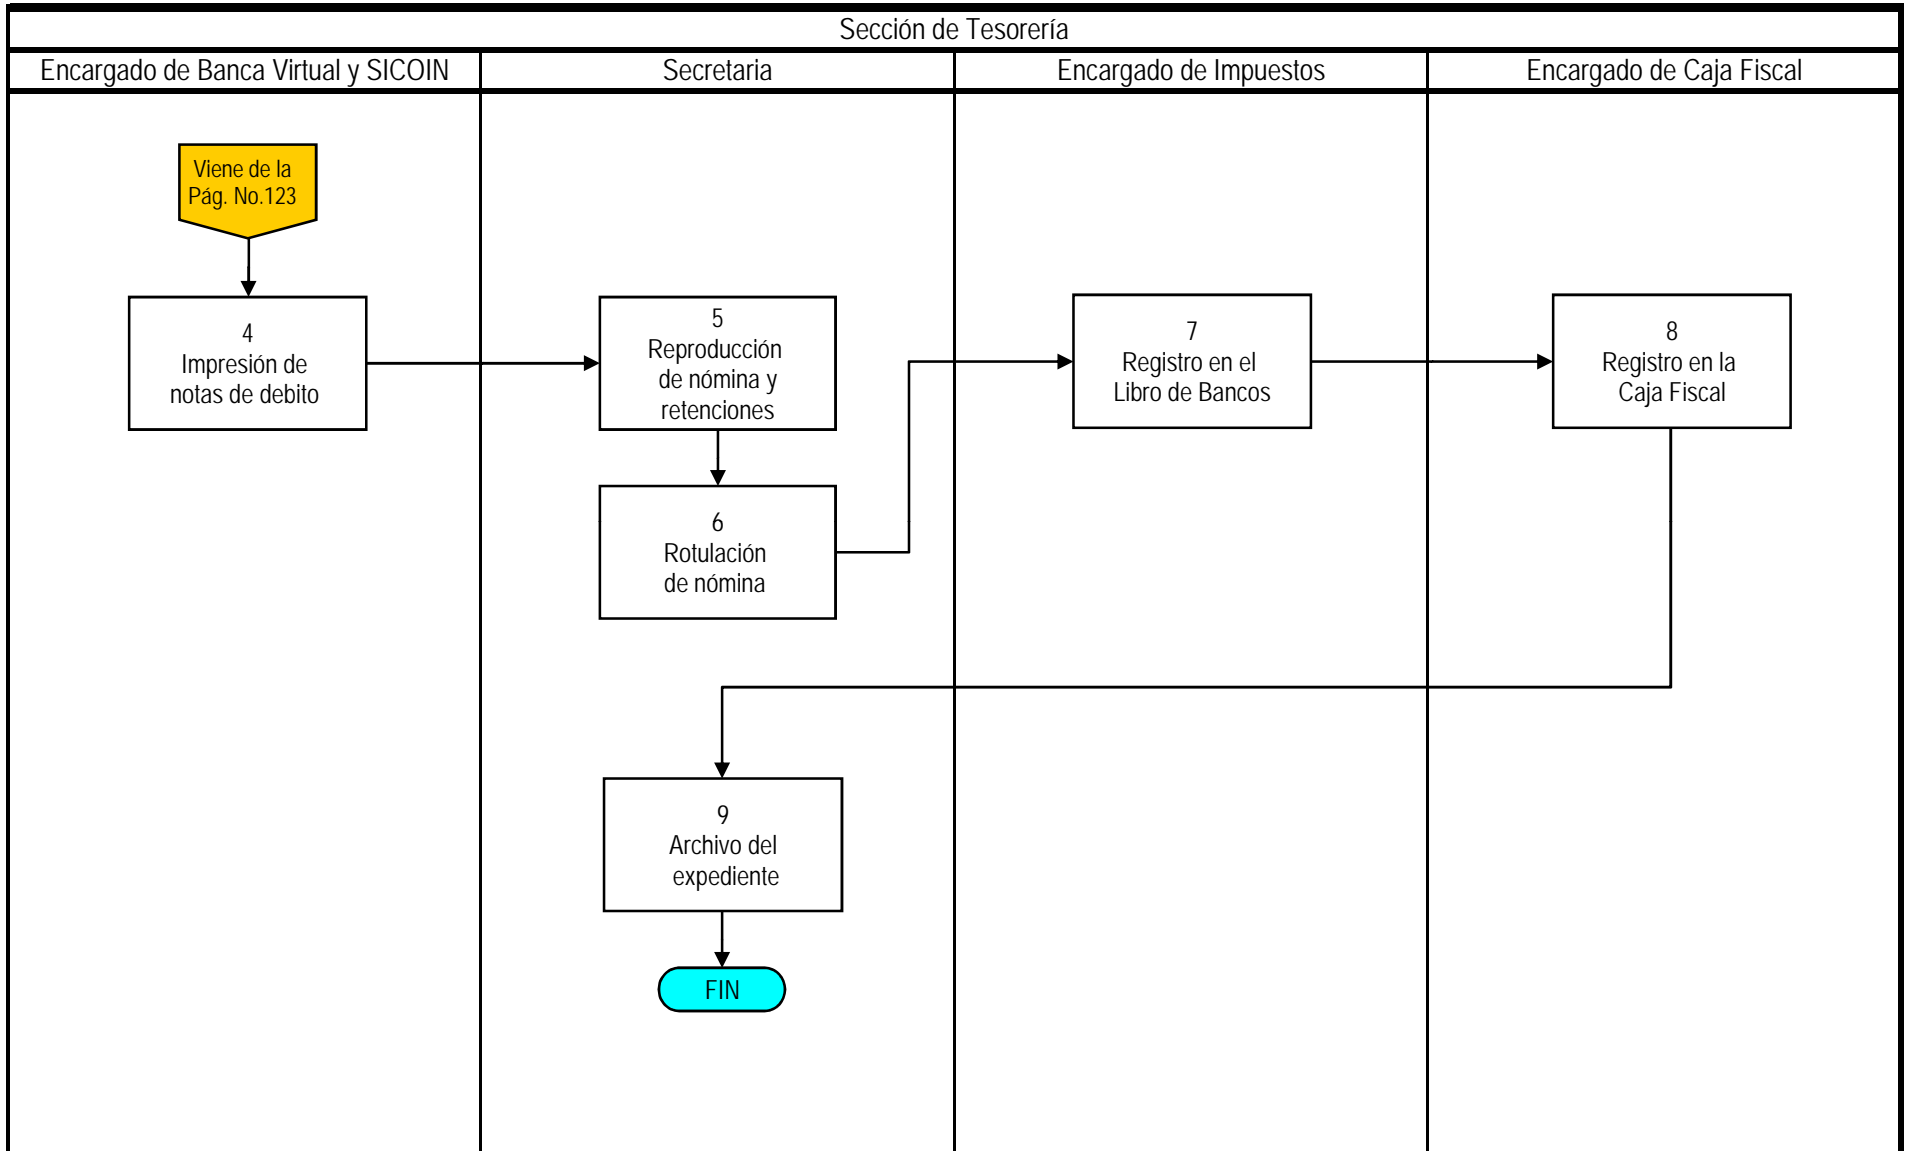 Sección de Tesorería
Encargado de Banca Virtual y SICOIN
Secretaria
Encargado de Impuestos
Encargado de Caja Fiscal
Viene de la
Pág. No.123
4
Impresión de
notas de debito
5
Reproducción
de nómina y
retenciones
6
Rotulación
de nómina
7
Registro en el
Libro de Bancos
8
Registro en la
Caja Fiscal
9
Archivo del
expediente
FIN